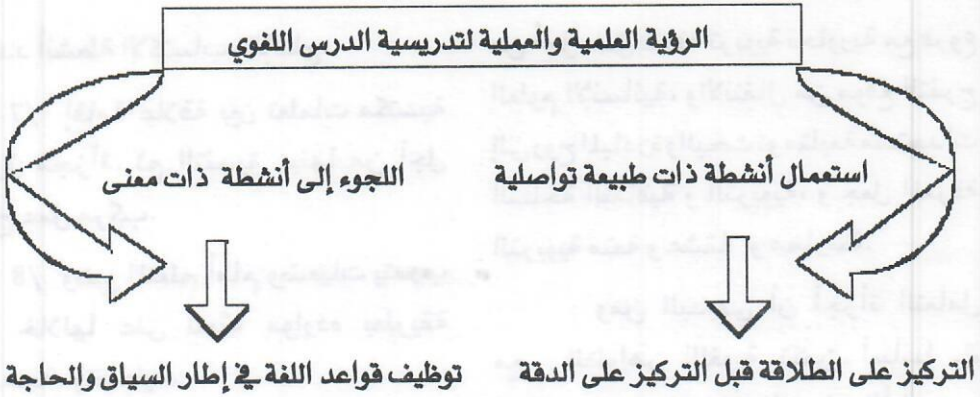 الرؤية العلمية والعملية لتدريسية الدرس اللغوي
استعمال أنشطة ذات طبيعة تواصلية
اللجوء إلى أنشطة ذات معنى
التركيز على الطلاقة قبل التركيز على الدقة
توظيف قواعد اللغة في إطار السياق والحاجة